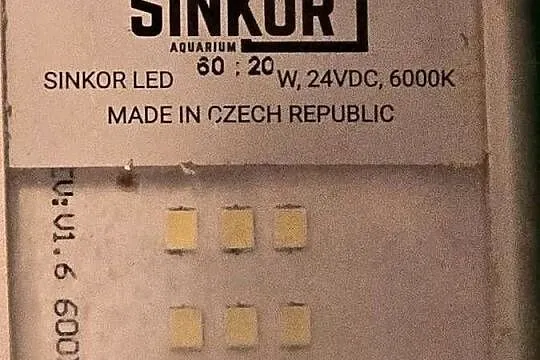 SINKOR
AQUARIUM
60 : 20
SINKOR LED W, 24VDC, 6000K
MADE IN CZECH REPUBLIC
V1.6 600